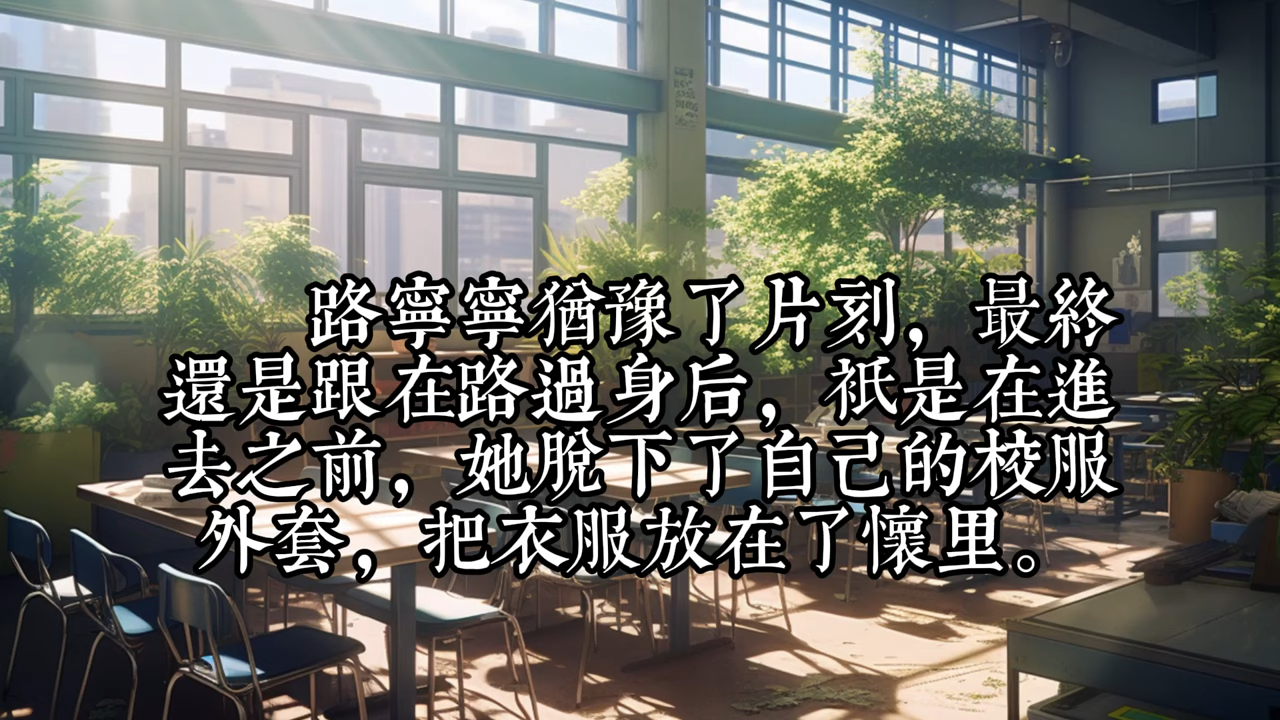 路寧寧猶豫了片刻，最終
還是跟在路過身后，祇是在進
去之前，她脫下了自己的校服
外套，把衣服放在了懷里。